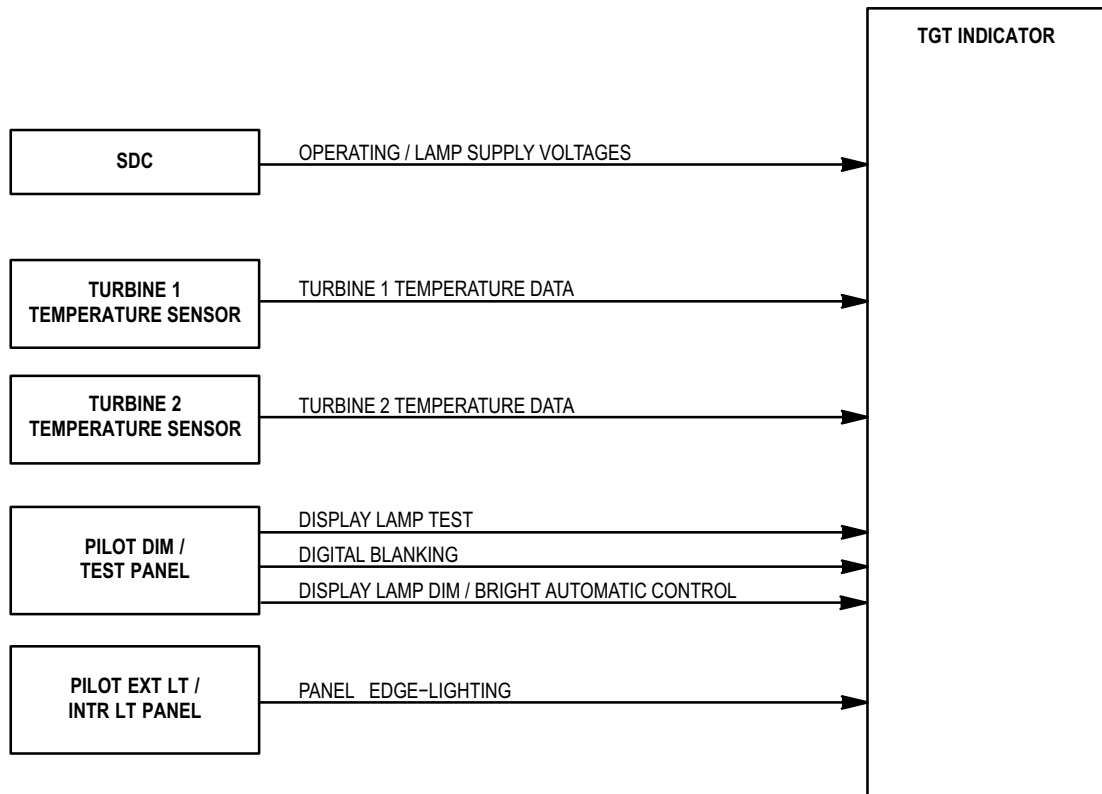 TGT INDICATOR
SDC
OPERATING / LAMP SUPPLY VOLTAGES
TURBINE 1
TEMPERATURE SENSOR
TURBINE 1 TEMPERATURE DATA
TURBINE 2
TEMPERATURE SENSOR
TURBINE 2 TEMPERATURE DATA
PILOT DIM /
TEST PANEL
DISPLAY LAMP TEST
DIGITAL BLANKING
DISPLAY LAMP DIM / BRIGHT AUTOMATIC CONTROL
PILOT EXT LT /
INTR LT PANEL
PANEL EDGE−LIGHTING